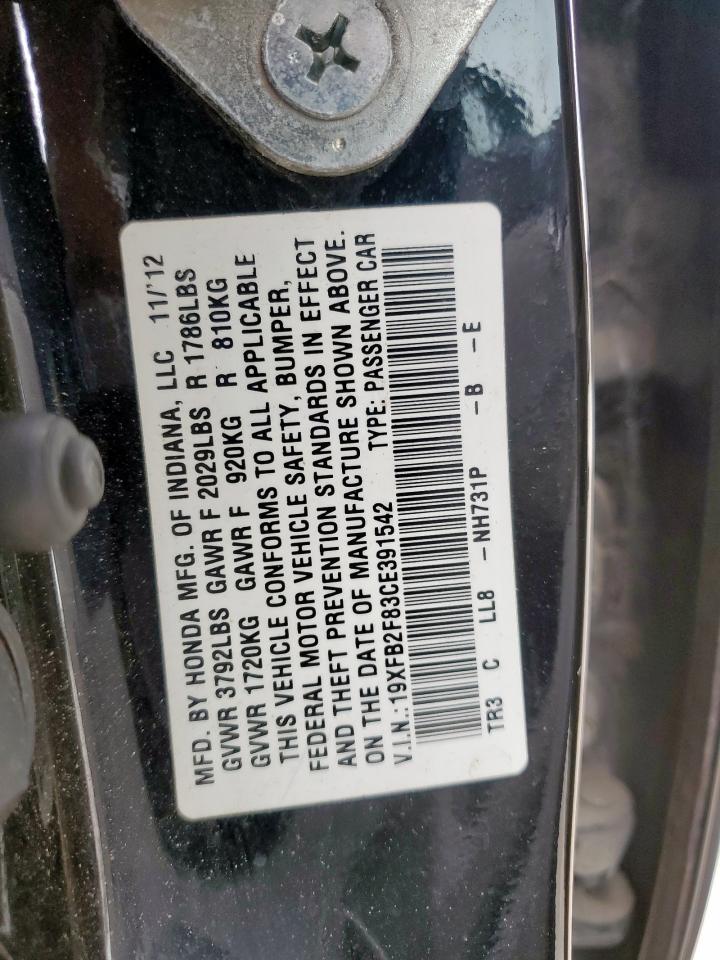 MFD. BY HONDA MFG. OF INDIANA, LLC 11/'12
GVWR 3792LBS GAWR F 2029LBS R 1786LBS
GVWR 1720KG GAWR F 920KG R 810KG
THIS VEHICLE CONFORMS TO ALL APPLICABLE
FEDERAL MOTOR VEHICLE SAFETY, BUMPER,
AND THEFT PREVENTION STANDARDS IN EFFECT
ON THE DATE OF MANUFACTURE SHOWN ABOVE.
V.I.N.: 19XFB2F83CE391542 TYPE: PASSENGER CAR
TR3 C LL8 -NH731P -B -E